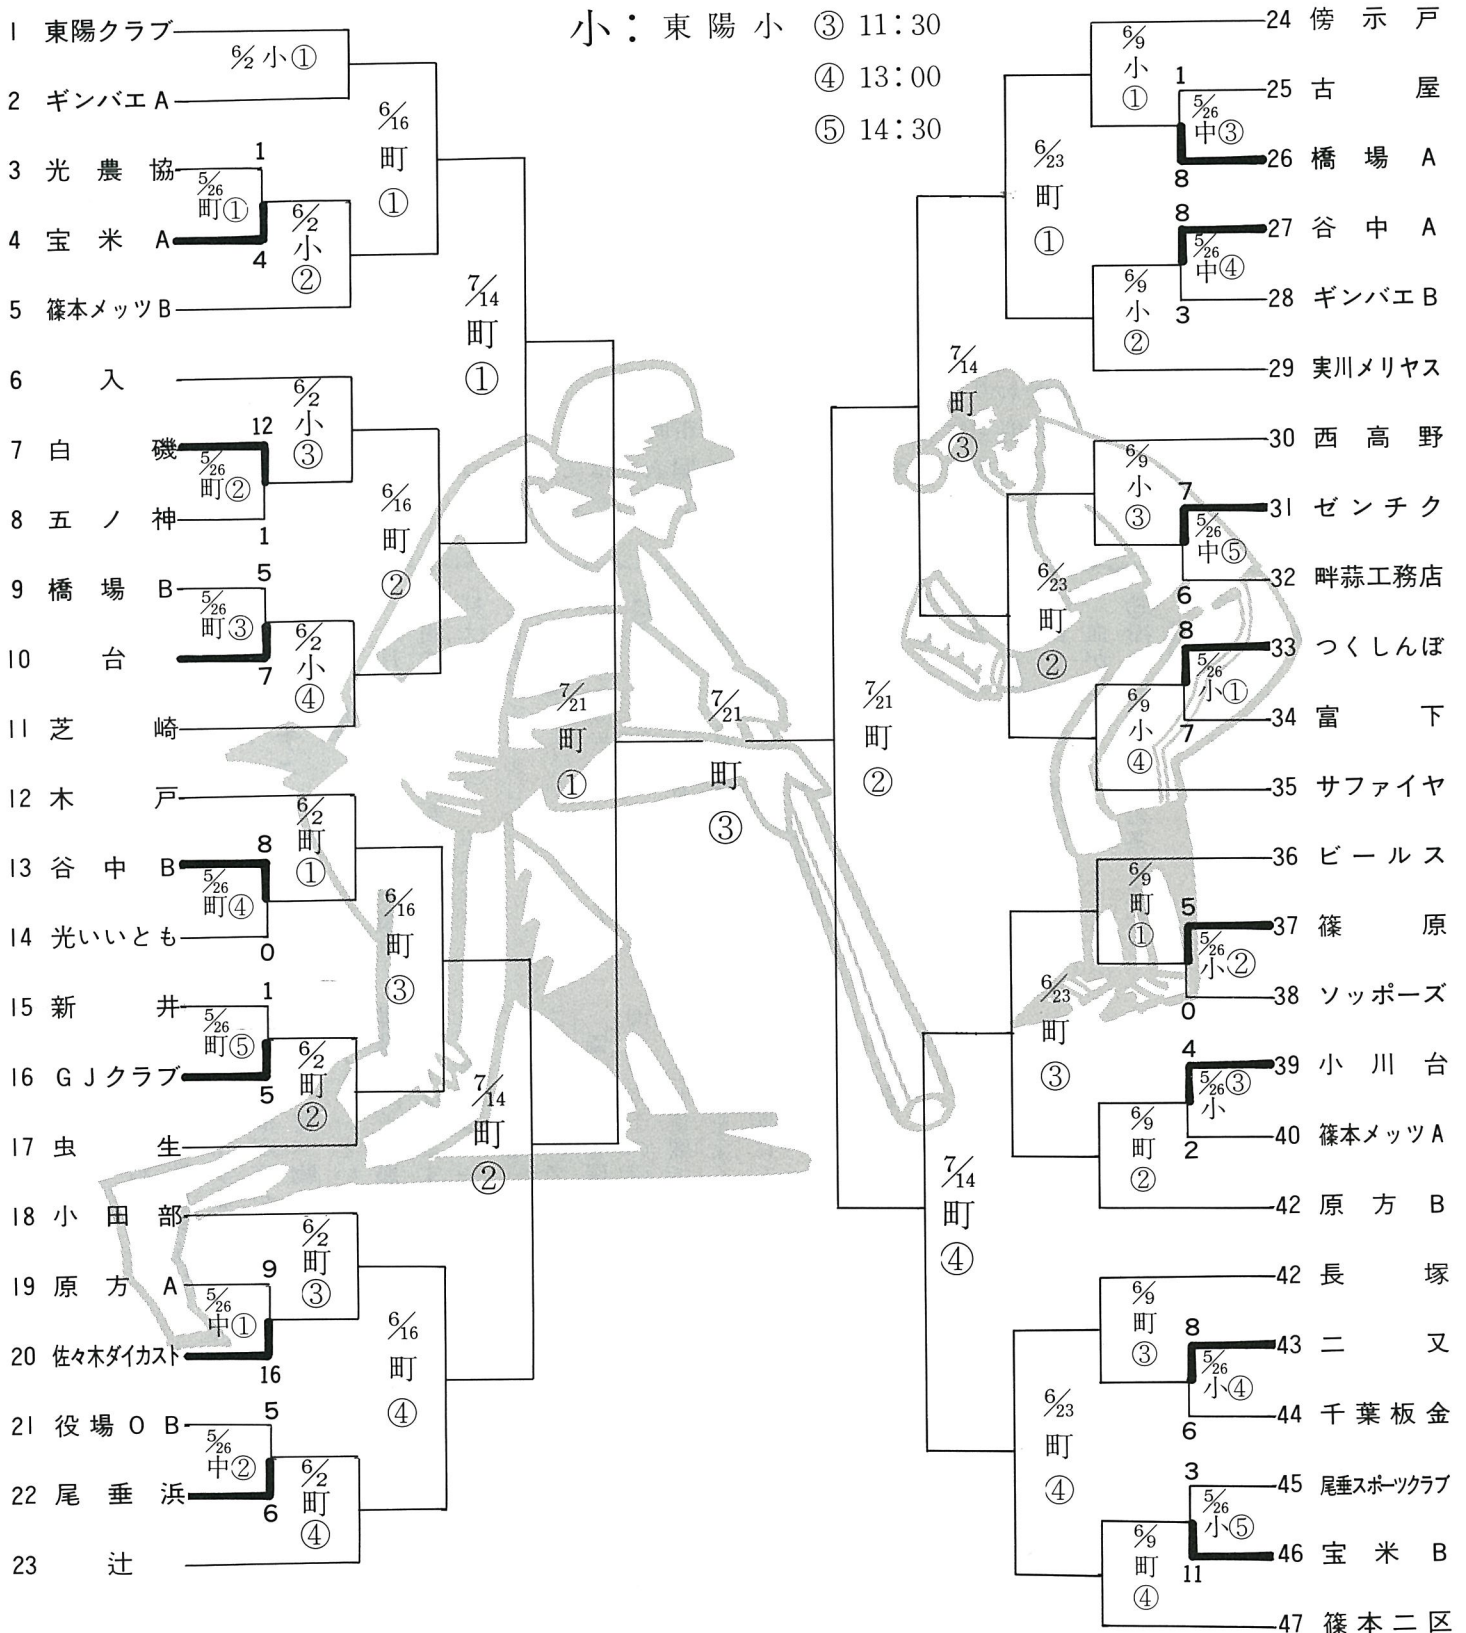 小：東陽小 ③ 11：30
④ 13：00
⑤ 14：30
1 東陽クラブ
6/2 小①
2 ギンバエA
6/16 町 ①
3 光農協 1
5/26 町①
4 宝米A 4
6/2 小 ②
5 篠本メッツB
7/14 町 ①
6 入
6/2 小 ③
7 白磯 12
5/26 町②
8 五ノ神 1
6/16 町 ②
9 橋場B 5
5/26 町③
10 台 7
6/2 小 ④
11 芝崎
7/21 町 ①
12 木戸
6/2 町 ①
13 谷中B 8
5/26 町④
14 光いいとも 0
6/16 町 ③
15 新井 1
5/26 町⑤
16 GJクラブ 5
6/2 町 ②
17 虫生
7/14 町 ②
18 小田部
6/2 町 ③
19 原方A 9
5/26 中①
20 佐々木ダイカスト 16
6/16 町 ④
21 役場OB 5
5/26 中②
22 尾垂浜 6
6/2 町 ④
23 辻
7/21 町 ③
24 傍示戸
6/9 小 ①
1 25 古屋
5/26 中③
8 26 橋場A
6/23 町 ①
8 27 谷中A
5/26 中④
3 28 ギンバエB
6/9 小 ②
29 実川メリヤス
7/14 町 ③
30 西高野
6/9 小 ③
7 31 ゼンチク
5/26 中⑤
6 32 畔蒜工務店
6/23 町 ②
8 33 つくしんぼ
5/26 小①
7 34 富下
6/9 小 ④
35 サファイヤ
7/21 町 ②
36 ビールス
6/9 町 ①
5 37 篠原
5/26 小②
0 38 ソッポーズ
6/23 町 ③
4 39 小川台
5/26 小③
2 40 篠本メッツA
6/9 町 ②
42 原方B
7/14 町 ④
42 長塚
6/9 町 ③
8 43 二又
5/26 小④
6 44 千葉板金
6/23 町 ④
3 45 尾垂スポーツクラブ
5/26 小⑤
11 46 宝米B
6/9 町 ④
47 篠本二区